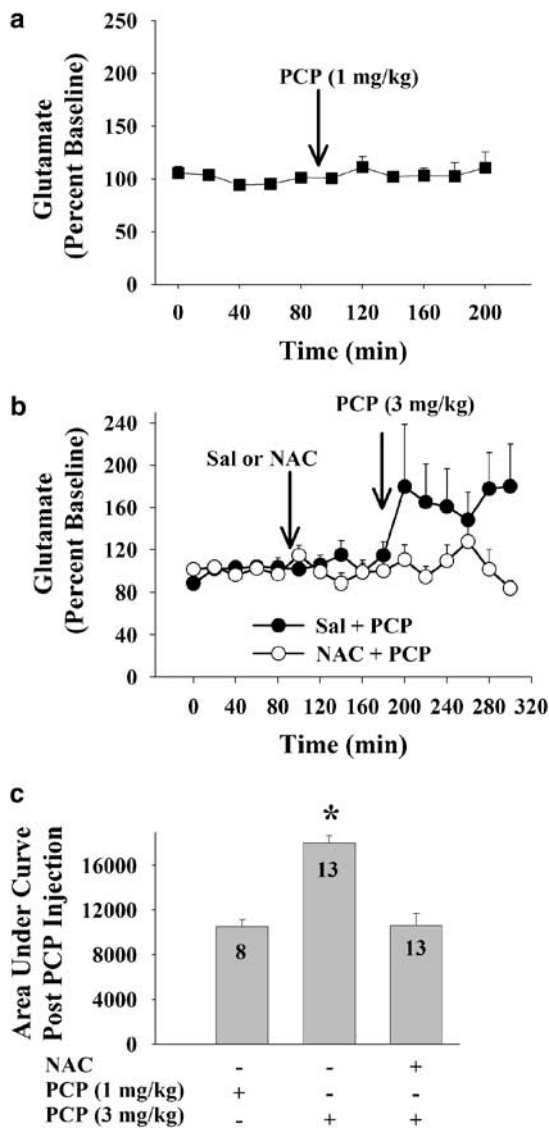 a
250
200
150
100
50
0
PCP (1 mg/kg)
Glutamate
(Percent Baseline)
0 40 80 120 160 200
Time (min)
b
240
200
160
120
80
40
0
PCP (3 mg/kg)
Sal or NAC
Glutamate
(Percent Baseline)
Sal + PCP
NAC + PCP
0 40 80 120 160 200 240 280 320
Time (min)
c
16000
12000
8000
4000
0
*
8
13
13
Area Under Curve
Post PCP Injection
NAC - - +
PCP (1 mg/kg) + - -
PCP (3 mg/kg) - + +